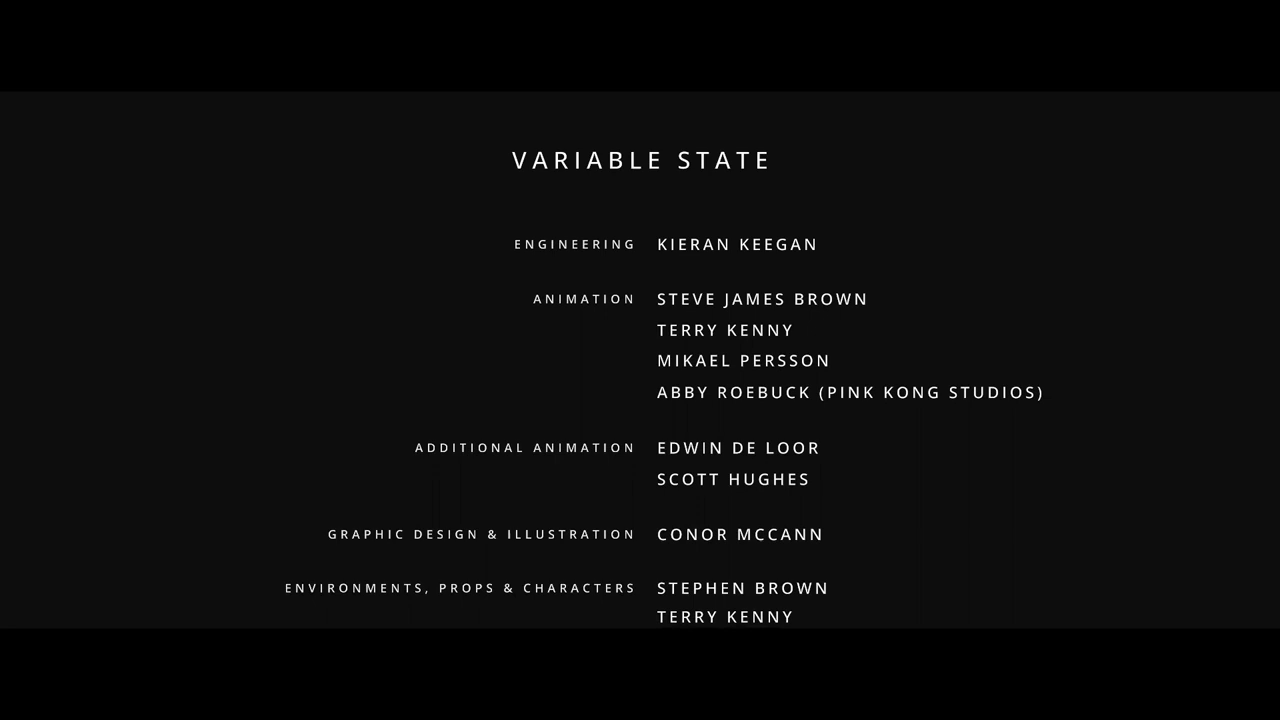 VARIABLE STATE
ENGINEERING KIERAN KEEGAN
ANIMATION STEVE JAMES BROWN
TERRY KENNY
MIKAEL PERSSON
ABBY ROEBUCK (PINK KONG STUDIOS)
ADDITIONAL ANIMATION EDWIN DE LOOR
SCOTT HUGHES
GRAPHIC DESIGN & ILLUSTRATION CONOR MCCANN
ENVIRONMENTS, PROPS & CHARACTERS STEPHEN BROWN
TERRY KENNY